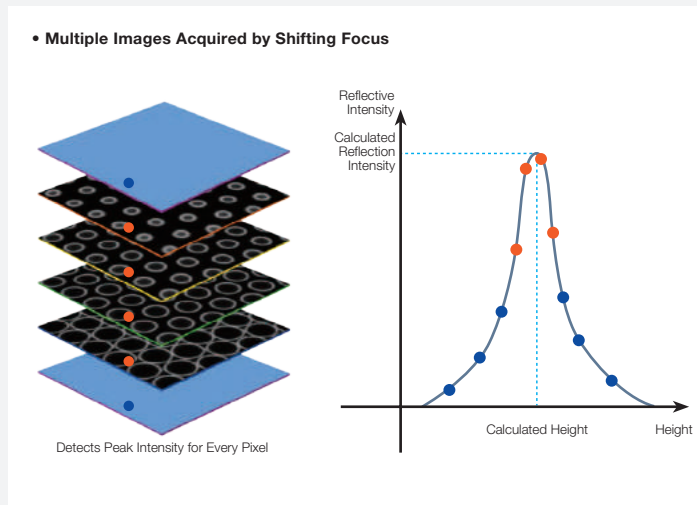 • Multiple Images Acquired by Shifting Focus
Reflective
Intensity
Calculated
Reflection
Intensity
Calculated Height
Height
Detects Peak Intensity for Every Pixel